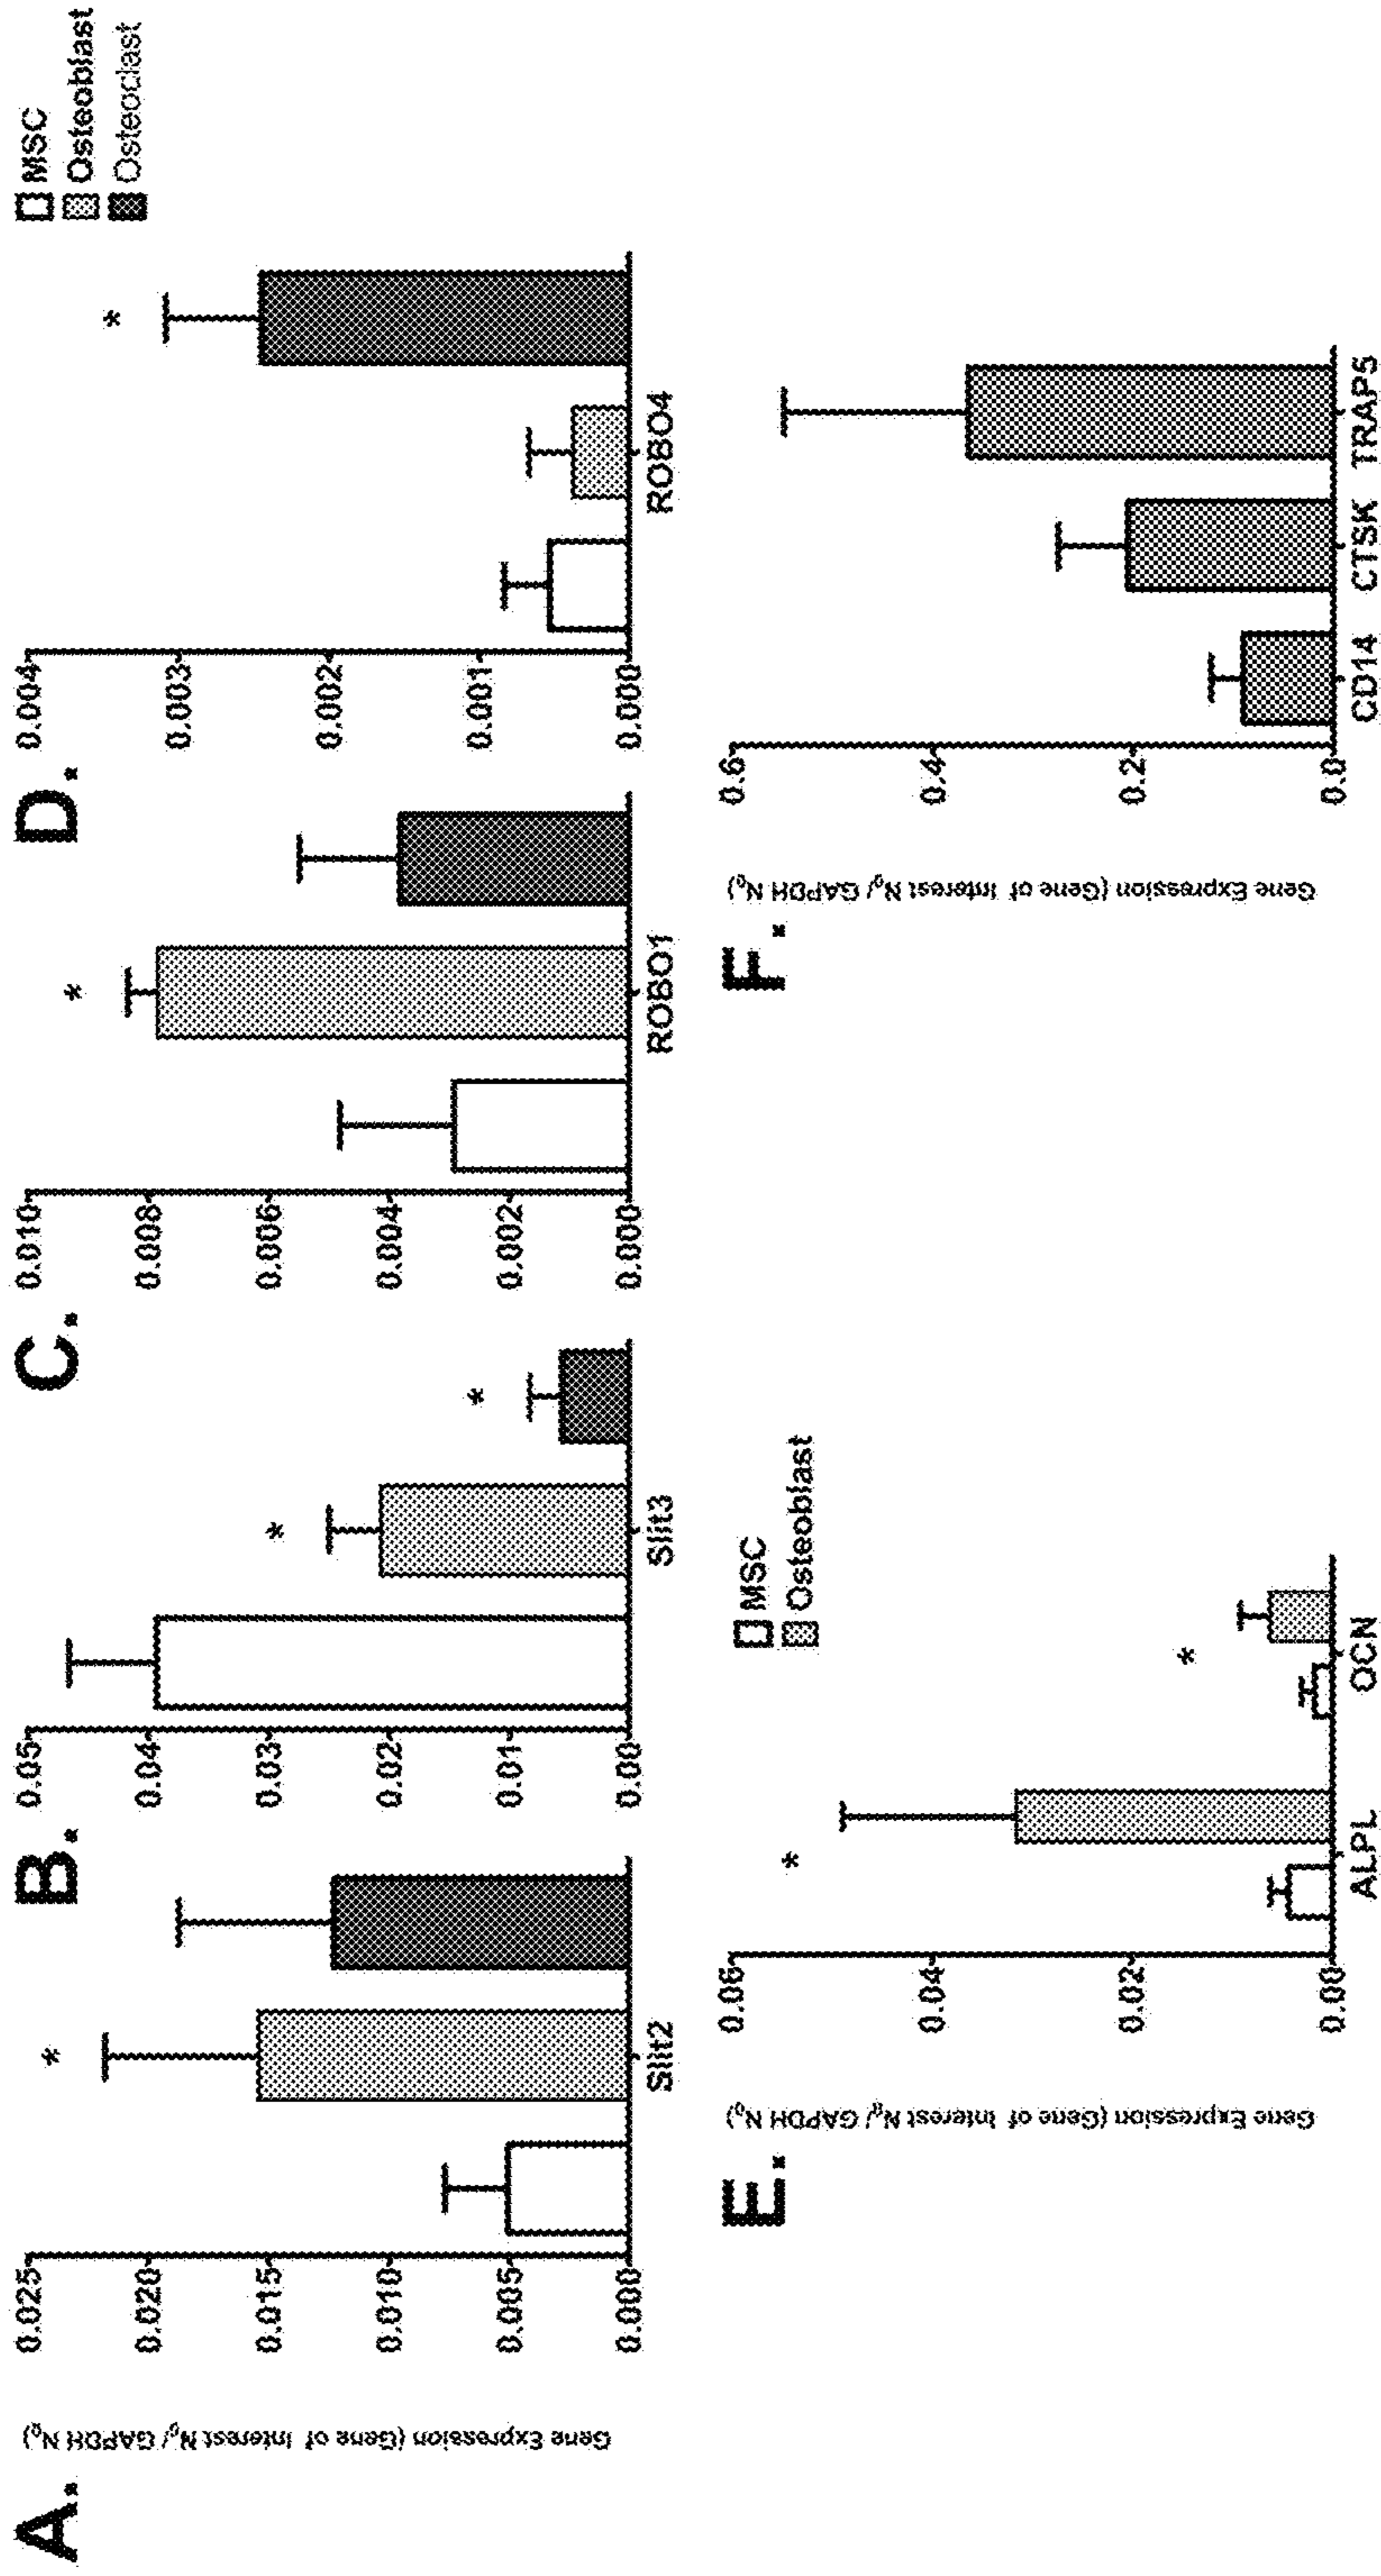 A.
Gene Expression (Gene of Interest N0/ GAPDH N0)
0.025
0.020
0.015
0.010
0.005
0.000
Slit2
B.
0.05
0.04
0.03
0.02
0.01
0.00
Slit3
C.
0.010
0.008
0.006
0.004
0.002
0.000
ROBO1
D.
0.004
0.003
0.002
0.001
0.000
ROBO4
MSC
Osteoblast
Osteoclast
*
*
*
*
*
E.
Gene Expression (Gene of Interest N0/ GAPDH N0)
0.06
0.04
0.02
0.00
ALPL OCN
MSC
Osteoblast
*
*
F.
Gene Expression (Gene of Interest N0/ GAPDH N0)
0.6
0.4
0.2
0.0
CD14 CTSK TRAP5